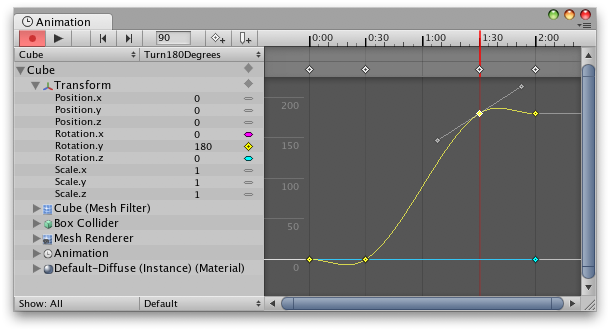 Animation
90 0:00 0:30 1:00 1:30 2:00
Cube Turn180Degrees
Cube
Transform
Position.x 0
Position.y 0
Position.z 0
Rotation.x 0
Rotation.y 180
Rotation.z 0
Scale.x 1
Scale.y 1
Scale.z 1
Cube (Mesh Filter)
Box Collider
Mesh Renderer
Animation
Default-Diffuse (Instance) (Material)
200
150
100
50
0
Show: All Default